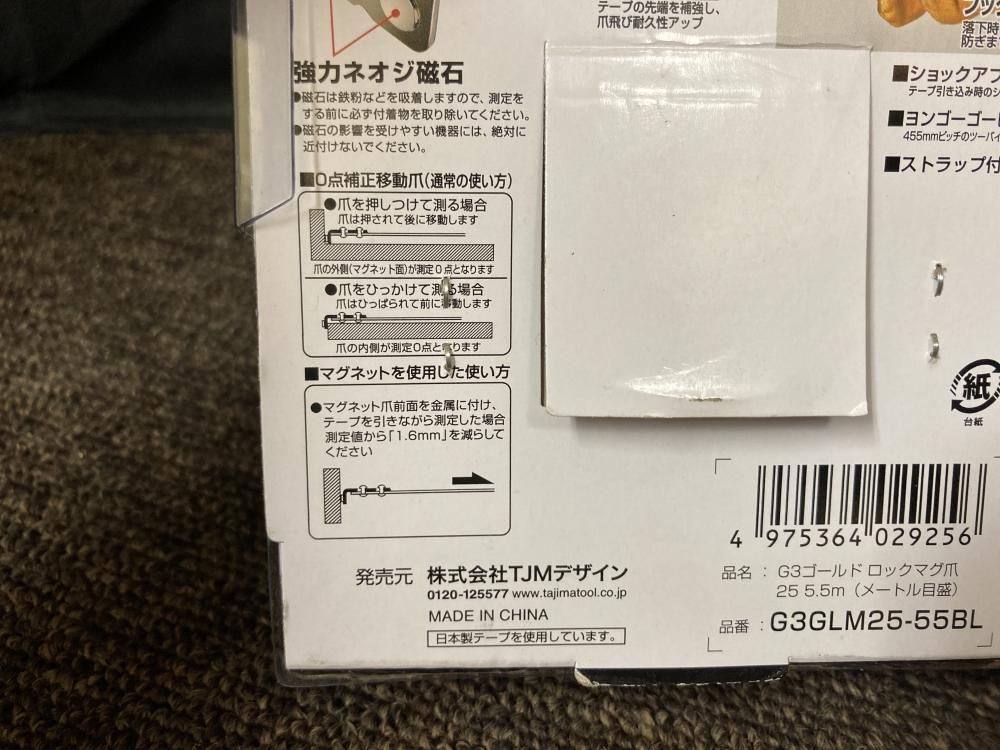 テープの先端を補強し、
爪飛び耐久性アップ
落下時
防ぎま
強力ネオジ磁石
●磁石は鉄粉などを吸着しますので、測定を
する前に必ず付着物を取り除いてください。
●磁石の影響を受けやすい機器には、絶対に
近付けないでください。
■ショックアブ
テープ引き込み時のシ
■ヨンゴーゴー
455mmピッチのツーバイ
■ストラップ付
■0点補正移動爪(通常の使い方)
●爪を押しつけて測る場合
爪は押されて後に移動します
爪の外側(マグネット面)が測定0点となります
●爪をひっかけて測る場合
爪はひっぱられて前に移動します
爪の内側が測定0点となります
■マグネットを使用した使い方
●マグネット爪前面を金属に付け、
テープを引きながら測定した場合
測定値から「1.6mm」を減らして
ください
紙
台紙
4 975364 029256
発売元 株式会社TJMデザイン
0120-125577 www.tajimatool.co.jp
MADE IN CHINA
日本製テープを使用しています。
品名 : G3ゴールド ロックマグ爪
25 5.5m (メートル目盛)
品番 : G3GLM25-55BL